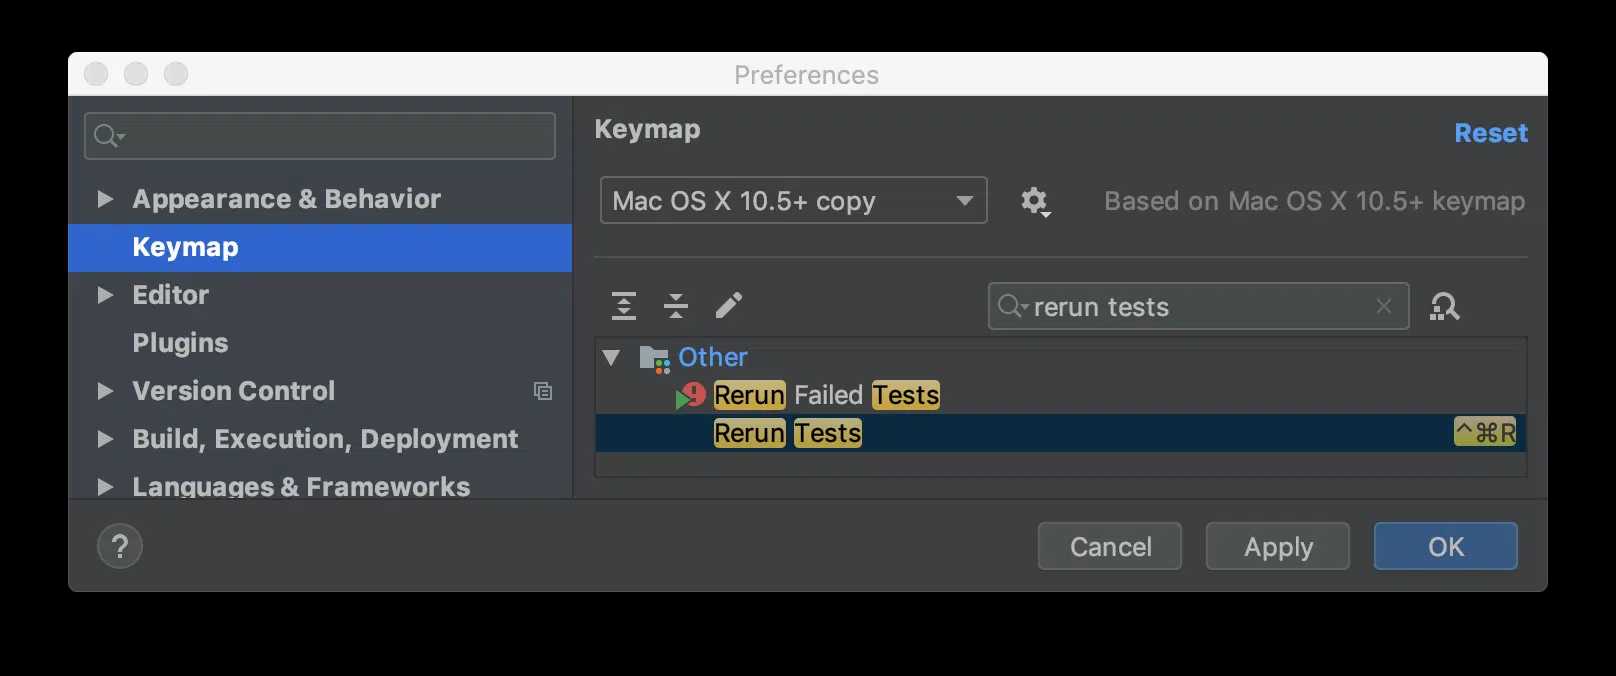 Preferences
Appearance & Behavior
Keymap
Editor
Plugins
Version Control
Build, Execution, Deployment
Languages & Frameworks
Keymap
Reset
Mac OS X 10.5+ copy
Based on Mac OS X 10.5+ keymap
rerun tests
Other
Rerun Failed Tests
Rerun Tests ^⌘R
?
Cancel
Apply
OK